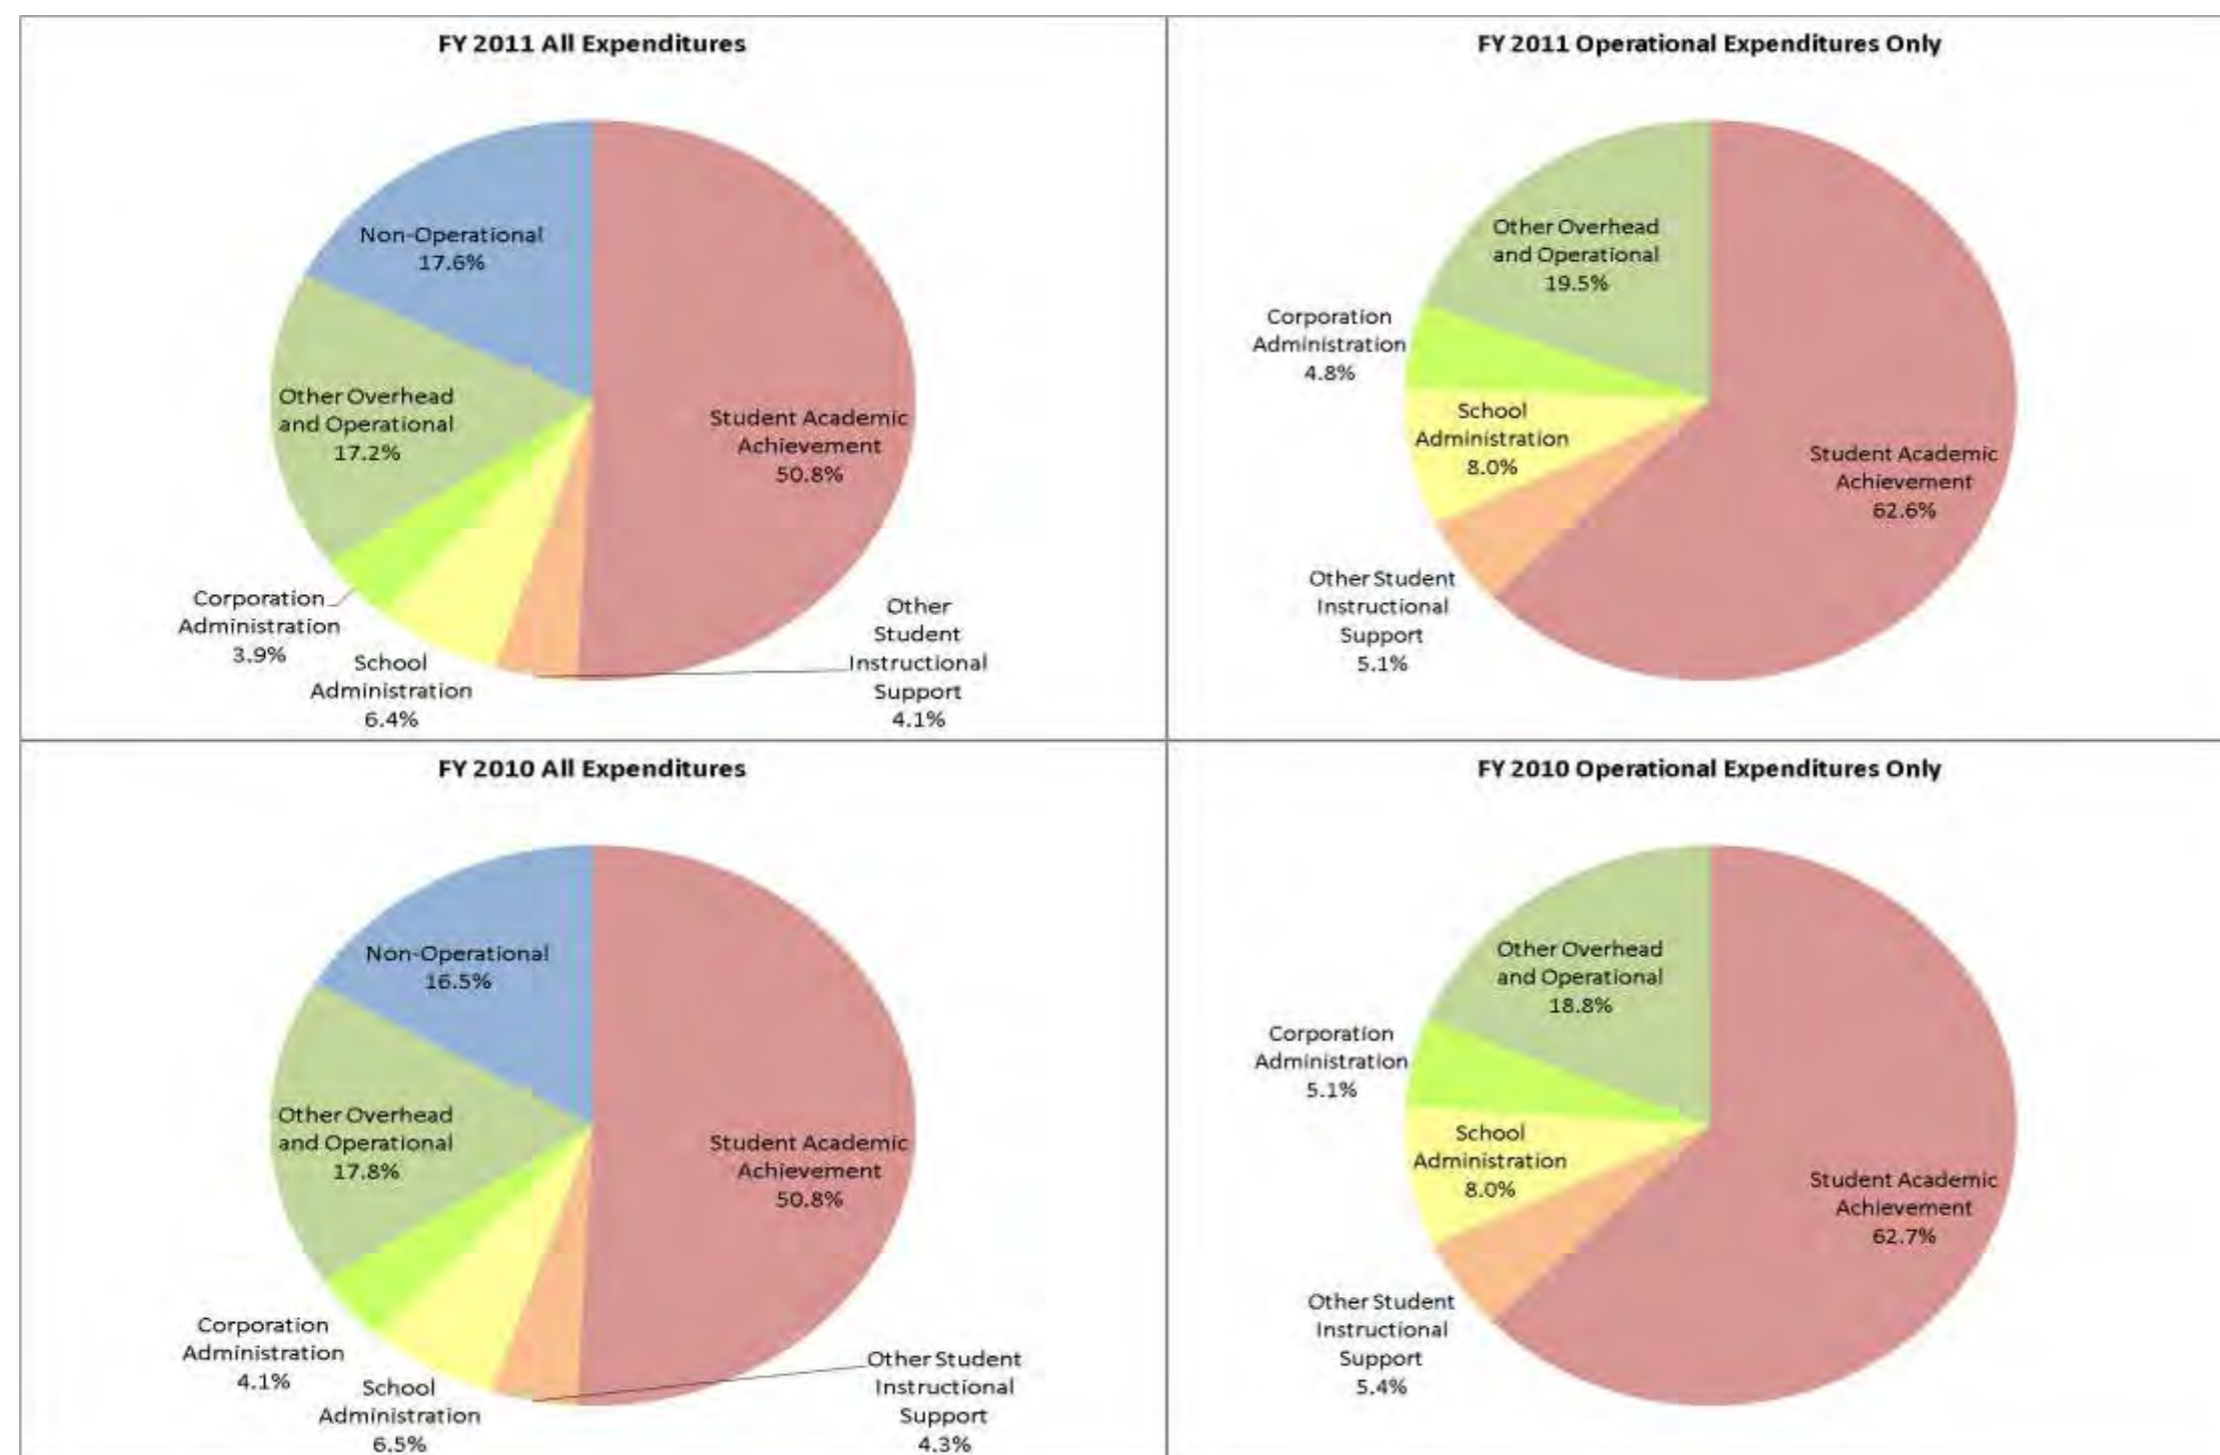 FY 2011 All Expenditures
Non-Operational
17.6%
Other Overhead
and Operational
17.2%
Student Academic
Achievement
50.8%
Corporation
Administration
3.9%
School
Administration
6.4%
Other
Student
Instructional
Support
4.1%
FY 2011 Operational Expenditures Only
Other Overhead
and Operational
19.5%
Corporation
Administration
4.8%
School
Administration
8.0%
Student Academic
Achievement
62.6%
Other Student
Instructional
Support
5.1%
FY 2010 All Expenditures
Non-Operational
16.5%
Other Overhead
and Operational
17.8%
Student Academic
Achievement
50.8%
Corporation
Administration
4.1%
School
Administration
6.5%
Other Student
Instructional
Support
4.3%
FY 2010 Operational Expenditures Only
Other Overhead
and Operational
18.8%
Corporation
Administration
5.1%
School
Administration
8.0%
Student Academic
Achievement
62.7%
Other Student
Instructional
Support
5.4%